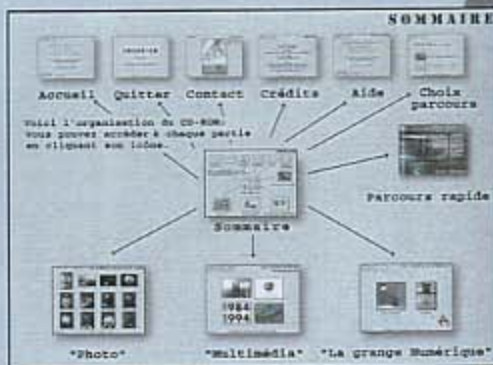 SOMMAIRE
Accueil Quitter Contact Crédits Aide Choix parcours
Voici l'organisation du CD-ROM:
Vous pouvez accéder à chaque partie
en cliquant son icône.
Parcours rapide
Sommaire
1984
1994
"Photo" "Multimédia" "La grange Numérique"